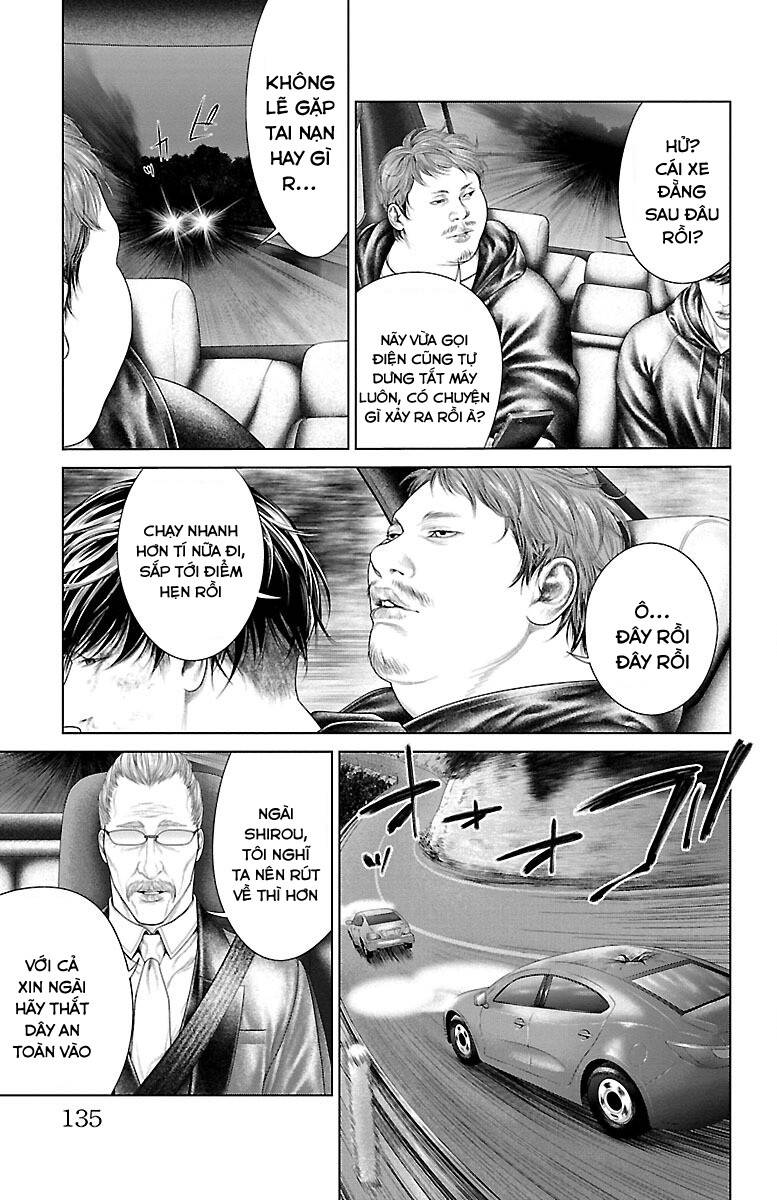 HỬ?
CÁI XE
ĐẰNG
SAU ĐÂU
RỒI?
NÃY VỪA GỌI
ĐIỆN CŨNG TỰ
DƯNG TẮT MÁY
LUÔN, CÓ CHUYỆN
GÌ XẢY RA RỒI À?
KHÔNG
LẼ GẶP
TAI NẠN
HAY GÌ
R...
Ô...
ĐÂY RỒI
ĐÂY RỒI
CHẠY NHANH
HƠN TÍ NỮA ĐI,
SẮP TỚI ĐIỂM
HẸN RỒI
NGÀI
SHIROU,
TÔI NGHĨ
TA NÊN RÚT
VỀ THÌ HƠN
VỚI CẢ
XIN NGÀI
HÃY THẮT
DÂY AN
TOÀN VÀO
135